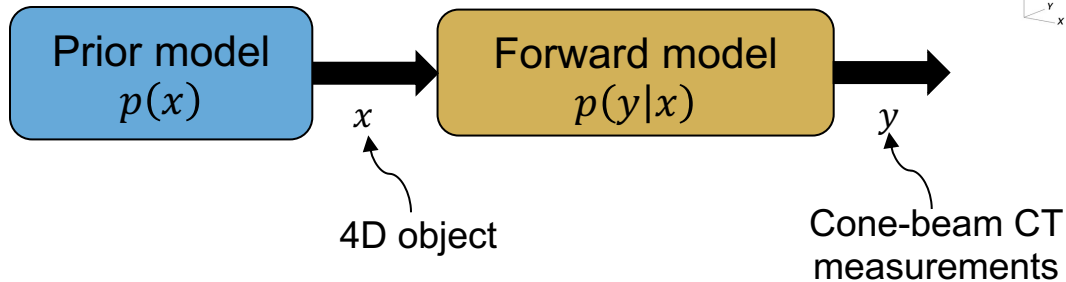 Y
X
Prior model
p(x)
Forward model
p(y|x)
x
y
4D object
Cone-beam CT
measurements